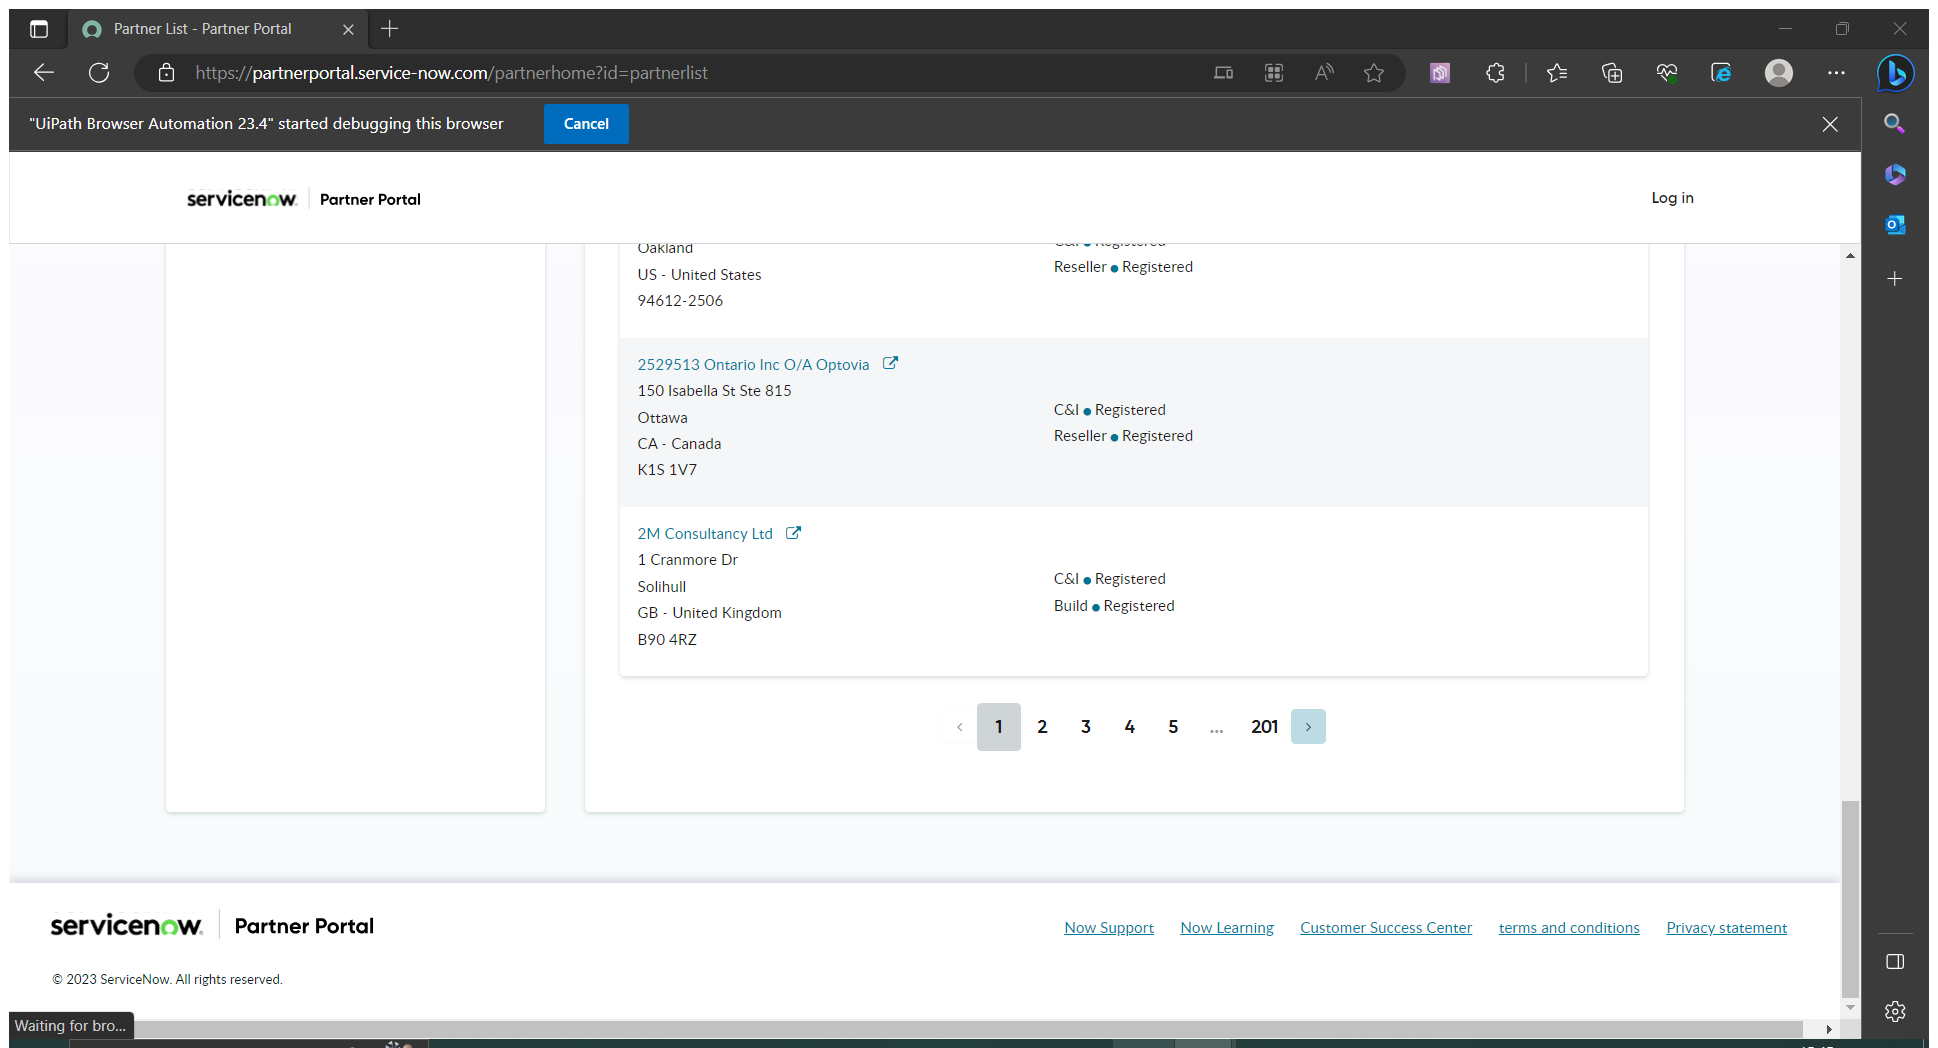 Partner List - Partner Portal
https://partnerportal.service-now.com/partnerhome?id=partnerlist
"UiPath Browser Automation 23.4" started debugging this browser
Cancel
servicenow.
Partner Portal
Log in
Oakland
US - United States
94612-2506
C&I ● Registered
Reseller ● Registered
2529513 Ontario Inc O/A Optovia
150 Isabella St Ste 815
Ottawa
CA - Canada
K1S 1V7
C&I ● Registered
Reseller ● Registered
2M Consultancy Ltd
1 Cranmore Dr
Solihull
GB - United Kingdom
B90 4RZ
C&I ● Registered
Build ● Registered
< 1 2 3 4 5 ... 201 >
servicenow.
Partner Portal
Now Support Now Learning Customer Success Center terms and conditions Privacy statement
© 2023 ServiceNow. All rights reserved.
Waiting for bro...